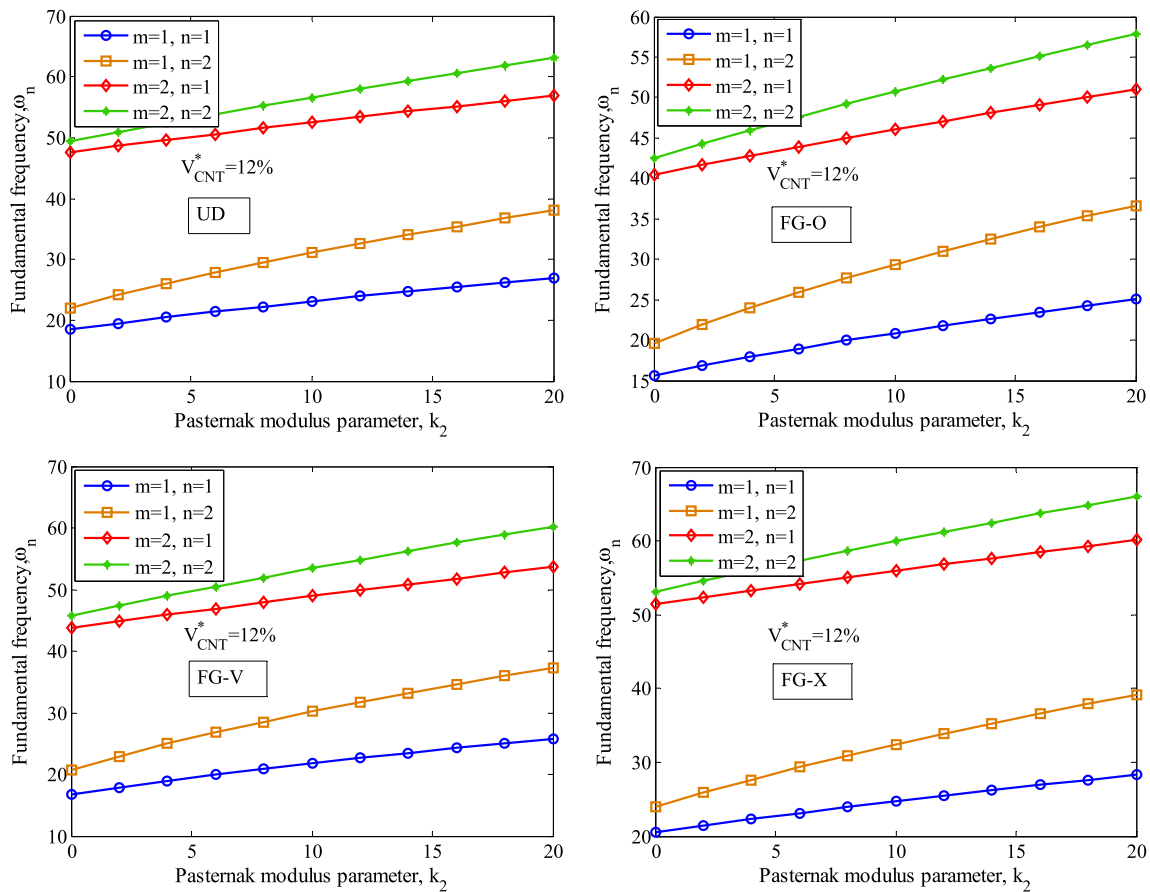 70
60
50
40
30
20
10
Fundamental frequency,ωn
m=1, n=1
m=1, n=2
m=2, n=1
m=2, n=2
V*CNT=12%
UD
0 5 10 15 20
Pasternak modulus parameter, k2
60
55
50
45
40
35
30
25
20
15
Fundamental frequency,ωn
m=1, n=1
m=1, n=2
m=2, n=1
m=2, n=2
V*CNT=12%
FG-O
0 5 10 15 20
Pasternak modulus parameter, k2
70
60
50
40
30
20
10
Fundamental frequency,ωn
m=1, n=1
m=1, n=2
m=2, n=1
m=2, n=2
V*CNT=12%
FG-V
0 5 10 15 20
Pasternak modulus parameter, k2
70
60
50
40
30
20
Fundamental frequency,ωn
m=1, n=1
m=1, n=2
m=2, n=1
m=2, n=2
V*CNT=12%
FG-X
0 5 10 15 20
Pasternak modulus parameter, k2